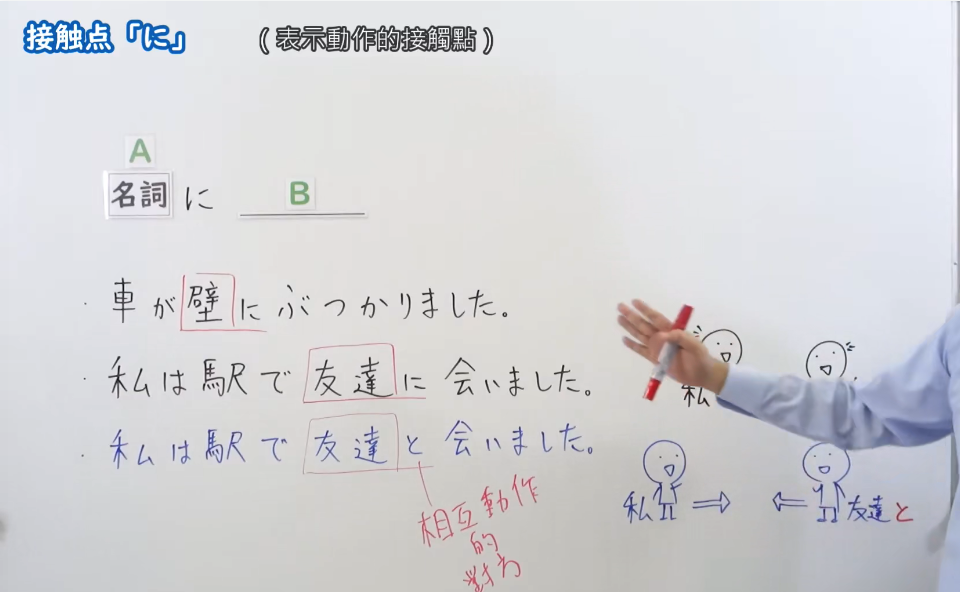 接触点「に」 (表示動作的接觸點)
A
名詞に B
・車が壁にぶつかりました。
・私は駅で友達に会いました。
・私は駅で友達と会いました。
相互動作
的
對方
私
私 友達と